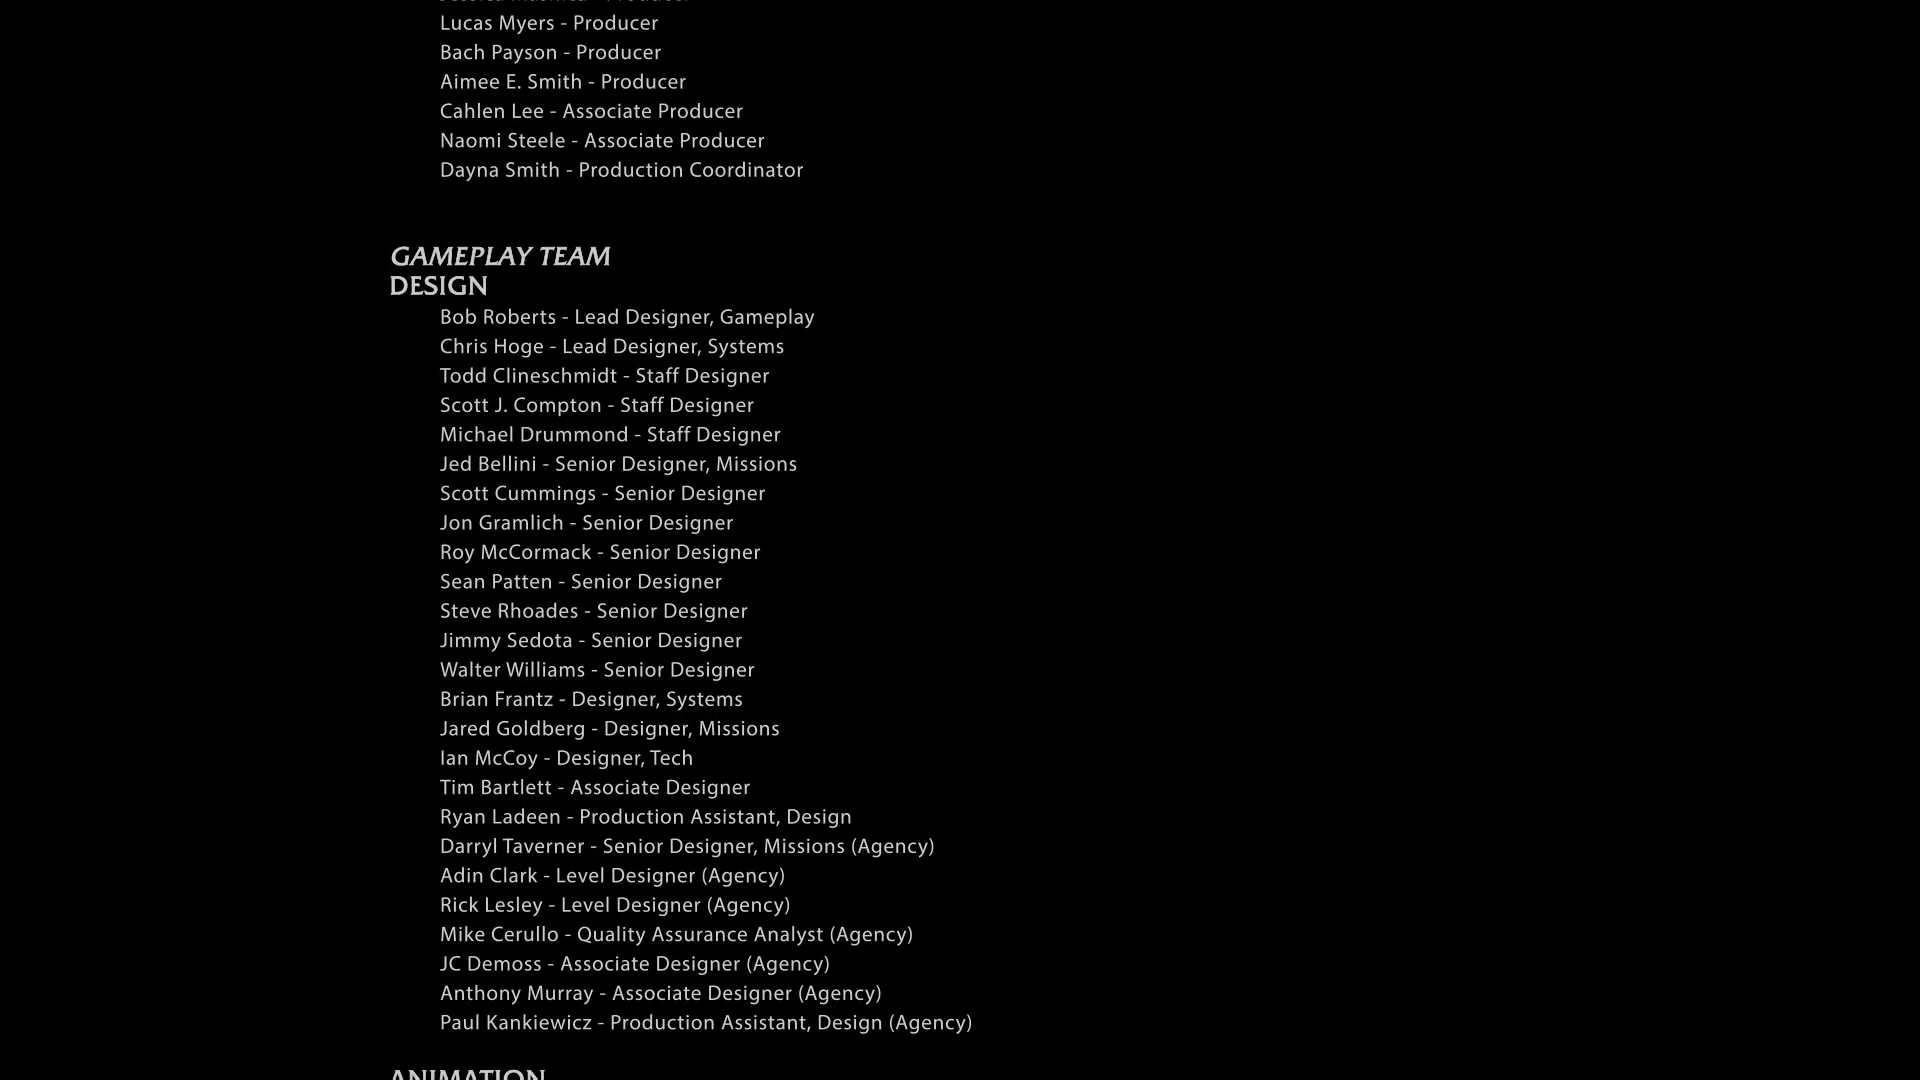 Lucas Myers - Producer
Bach Payson - Producer
Aimee E. Smith - Producer
Cahlen Lee - Associate Producer
Naomi Steele - Associate Producer
Dayna Smith - Production Coordinator
GAMEPLAY TEAM
DESIGN
Bob Roberts - Lead Designer, Gameplay
Chris Hoge - Lead Designer, Systems
Todd Clineschmidt - Staff Designer
Scott J. Compton - Staff Designer
Michael Drummond - Staff Designer
Jed Bellini - Senior Designer, Missions
Scott Cummings - Senior Designer
Jon Gramlich - Senior Designer
Roy McCormack - Senior Designer
Sean Patten - Senior Designer
Steve Rhoades - Senior Designer
Jimmy Sedota - Senior Designer
Walter Williams - Senior Designer
Brian Frantz - Designer, Systems
Jared Goldberg - Designer, Missions
Ian McCoy - Designer, Tech
Tim Bartlett - Associate Designer
Ryan Ladeen - Production Assistant, Design
Darryl Taverner - Senior Designer, Missions (Agency)
Adin Clark - Level Designer (Agency)
Rick Lesley - Level Designer (Agency)
Mike Cerullo - Quality Assurance Analyst (Agency)
JC Demoss - Associate Designer (Agency)
Anthony Murray - Associate Designer (Agency)
Paul Kankiewicz - Production Assistant, Design (Agency)
ANIMATION